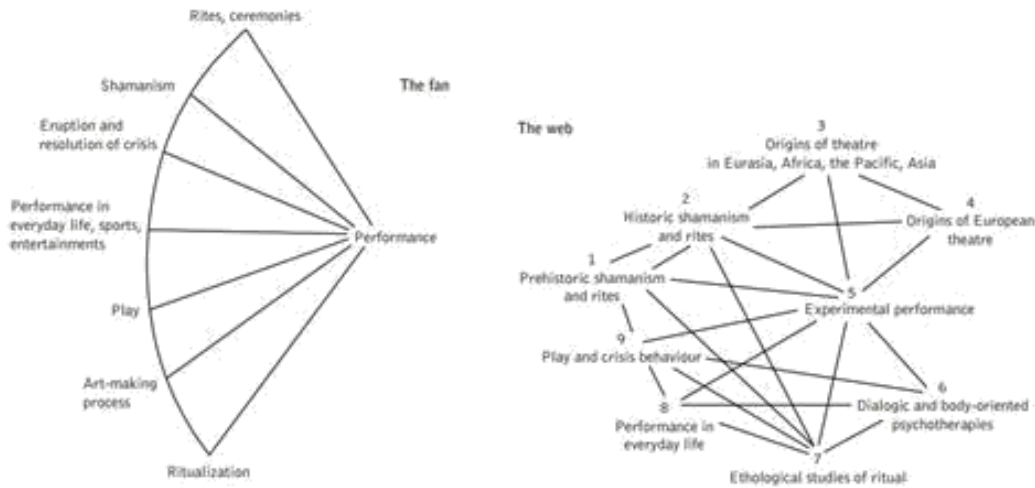 Rites, ceremonies
Shamanism
The fan
Eruption and
resolution of crisis
Performance in
everyday life, sports,
entertainments
Performance
Play
Art-making
process
Ritualization
The web
3
Origins of theatre
in Eurasia, Africa, the Pacific, Asia
2
Historic shamanism
and rites
4
Origins of European
theatre
1
Prehistoric shamanism
and rites
5
Experimental performance
9
Play and crisis behaviour
6
Dialogic and body-oriented
psychotherapies
8
Performance in
everyday life
7
Ethological studies of ritual